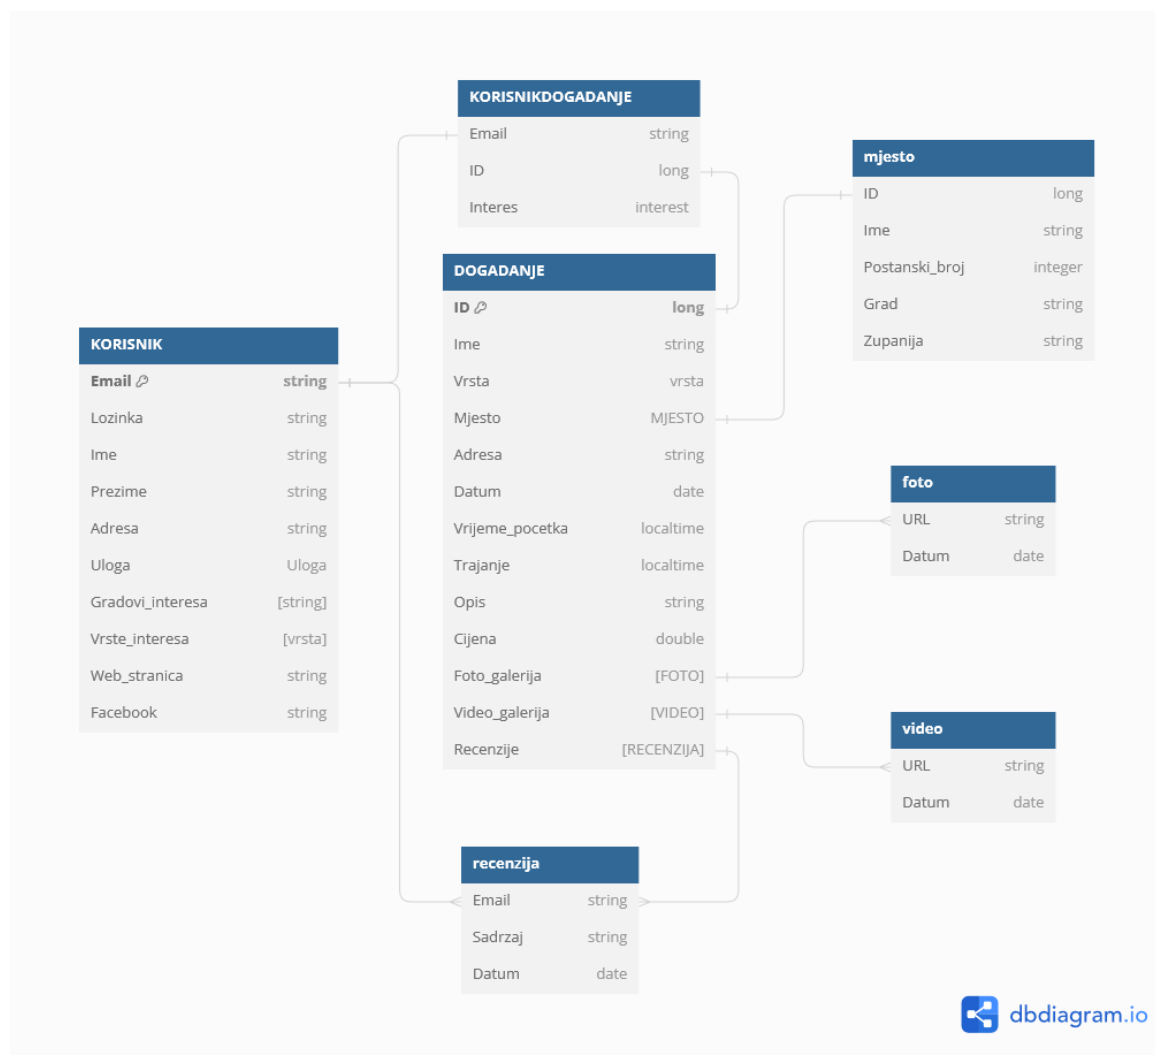 KORISNIKDOGADANJE
Email string
ID long
Interes interest
mjesto
ID long
Ime string
Postanski_broj integer
Grad string
Zupanija string
DOGADANJE
ID long
Ime string
Vrsta vrsta
Mjesto MJESTO
Adresa string
Datum date
Vrijeme_pocetka localtime
Trajanje localtime
Opis string
Cijena double
Foto_galerija [FOTO]
Video_galerija [VIDEO]
Recenzije [RECENZIJA]
KORISNIK
Email string
Lozinka string
Ime string
Prezime string
Adresa string
Uloga Uloga
Gradovi_interesa [string]
Vrste_interesa [vrsta]
Web_stranica string
Facebook string
foto
URL string
Datum date
video
URL string
Datum date
recenzija
Email string
Sadrzaj string
Datum date
dbdiagram.io